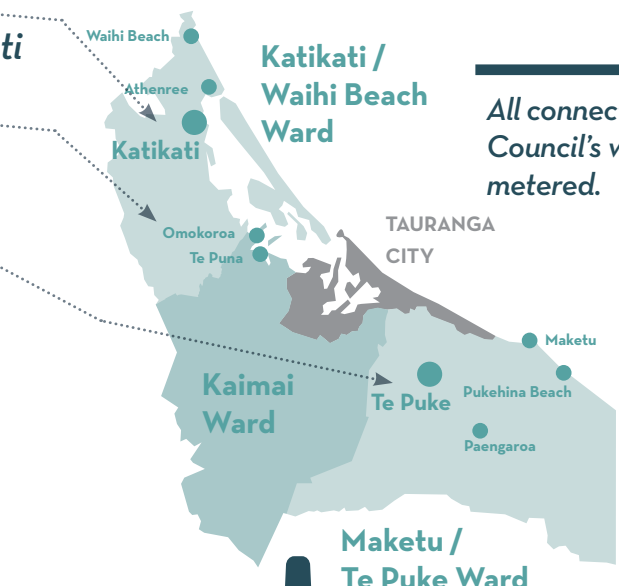 ti
Waihi Beach
Athenree
Katikati
Katikati /
Waihi Beach
Ward
All connec
Council's w
metered.
Omokoroa
Te Puna
TAURANGA
CITY
Maketu
Pukehina Beach
Te Puke
Paengaroa
Kaimai
Ward
Maketu /
Te Puke Ward